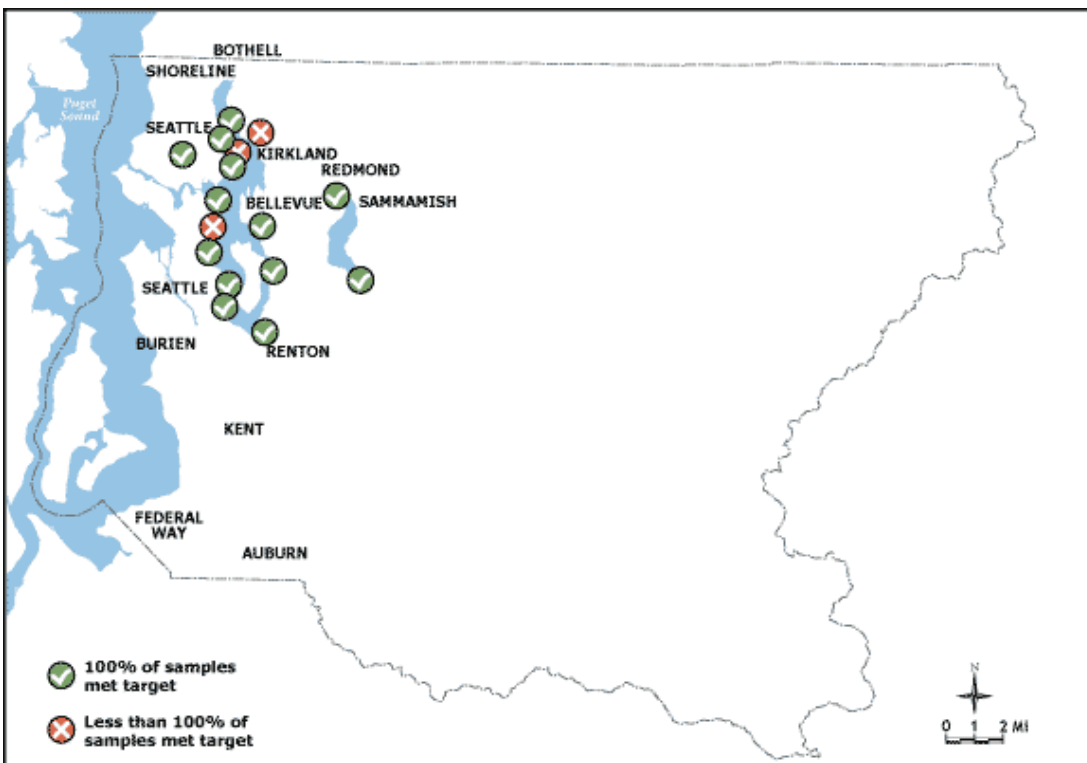 BOTHELL
SHORELINE
Puget
Sound
SEATTLE
KIRKLAND
REDMOND
BELLEVUE
SAMMAMISH
SEATTLE
BURIEN
RENTON
KENT
FEDERAL
WAY
AUBURN
100% of samples
met target
Less than 100% of
samples met target
N
0 1 2 Mi